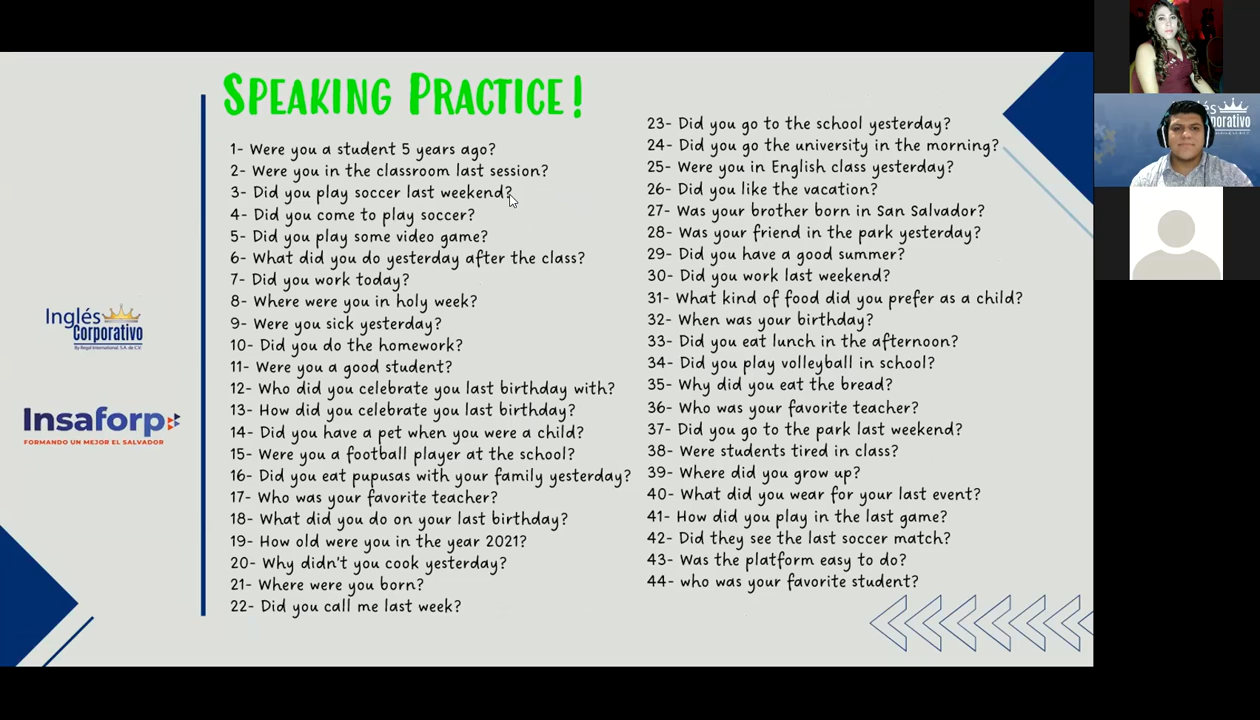 SPEAKING PRACTICE!
1- Were you a student 5 years ago?
2- Were you in the classroom last session?
3- Did you play soccer last weekend?
4- Did you come to play soccer?
5- Did you play some video game?
6- What did you do yesterday after the class?
7- Did you work today?
8- Where were you in holy week?
9- Were you sick yesterday?
10- Did you do the homework?
11- Were you a good student?
12- Who did you celebrate you last birthday with?
13- How did you celebrate you last birthday?
14- Did you have a pet when you were a child?
15- Were you a football player at the school?
16- Did you eat pupusas with your family yesterday?
17- Who was your favorite teacher?
18- What did you do on your last birthday?
19- How old were you in the year 2021?
20- Why didn't you cook yesterday?
21- Where were you born?
22- Did you call me last week?
23- Did you go to the school yesterday?
24- Did you go the university in the morning?
25- Were you in English class yesterday?
26- Did you like the vacation?
27- Was your brother born in San Salvador?
28- Was your friend in the park yesterday?
29- Did you have a good summer?
30- Did you work last weekend?
31- What kind of food did you prefer as a child?
32- When was your birthday?
33- Did you eat lunch in the afternoon?
34- Did you play volleyball in school?
35- Why did you eat the bread?
36- Who was your favorite teacher?
37- Did you go to the park last weekend?
38- Were students tired in class?
39- Where did you grow up?
40- What did you wear for your last event?
41- How did you play in the last game?
42- Did they see the last soccer match?
43- Was the platform easy to do?
44- who was your favorite student?
Inglés
Corporativo
By Regal International, S.A. de C.V.
Insaforp
FORMANDO UN MEJOR EL SALVADOR
Inglés